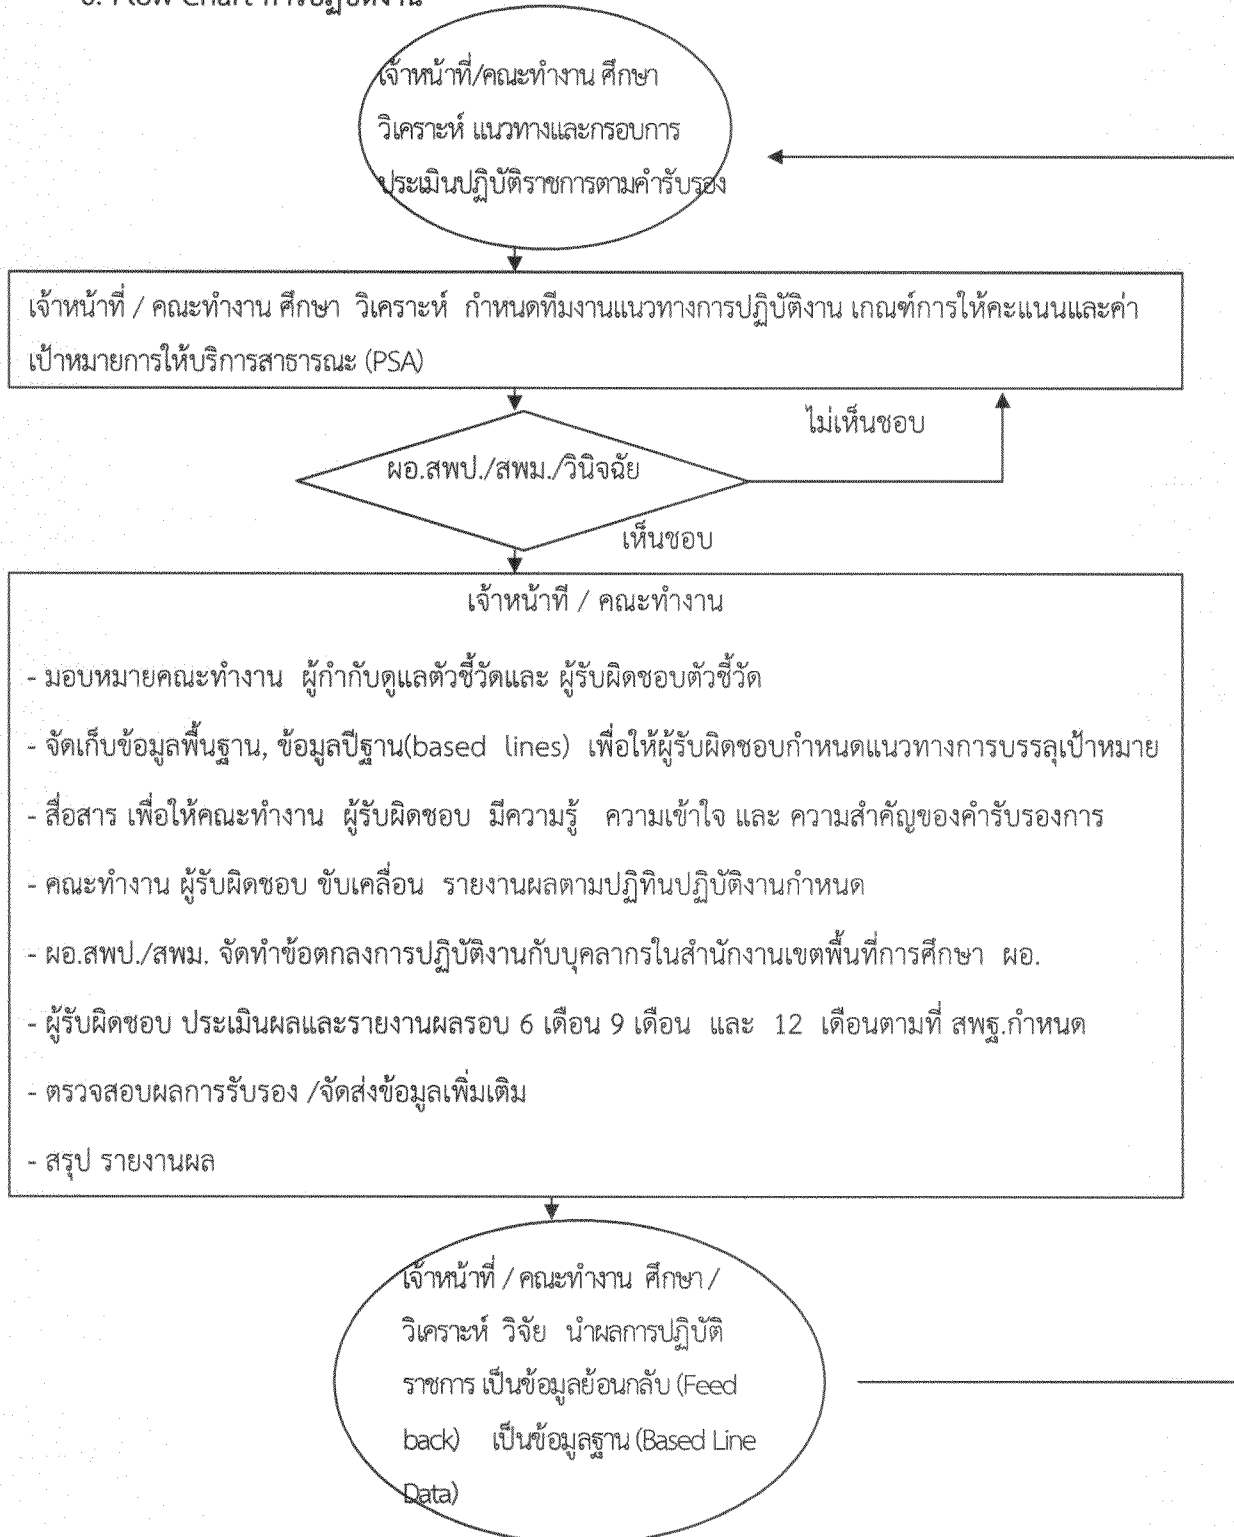 Flow Chart การปฏิบัติงาน
เจ้าหน้าที่/คณะทำงาน ศึกษา
วิเคราะห์ แนวทางและกรอบการ
ประเมินปฏิบัติราชการตามคำรับรอง
เจ้าหน้าที่ / คณะทำงาน ศึกษา วิเคราะห์ กำหนดทีมงานแนวทางการปฏิบัติงาน เกณฑ์การให้คะแนนและค่า
เป้าหมายการให้บริการสาธารณะ (PSA)
ไม่เห็นชอบ
ผอ.สพป./สพม./วินิจฉัย
เห็นชอบ
เจ้าหน้าที่ / คณะทำงาน
- มอบหมายคณะทำงาน ผู้กำกับดูแลตัวชี้วัดและ ผู้รับผิดชอบตัวชี้วัด
- จัดเก็บข้อมูลพื้นฐาน, ข้อมูลปีฐาน(based lines) เพื่อให้ผู้รับผิดชอบกำหนดแนวทางการบรรลุเป้าหมาย
- สื่อสาร เพื่อให้คณะทำงาน ผู้รับผิดชอบ มีความรู้ ความเข้าใจ และ ความสำคัญของคำรับรองการ
- คณะทำงาน ผู้รับผิดชอบ ขับเคลื่อน รายงานผลตามปฏิทินปฏิบัติงานกำหนด
- ผอ.สพป./สพม. จัดทำข้อตกลงการปฏิบัติงานกับบุคลากรในสำนักงานเขตพื้นที่การศึกษา ผอ.
- ผู้รับผิดชอบ ประเมินผลและรายงานผลรอบ 6 เดือน 9 เดือน และ 12 เดือนตามที่ สพฐ.กำหนด
- ตรวจสอบผลการรับรอง /จัดส่งข้อมูลเพิ่มเติม
- สรุป รายงานผล
เจ้าหน้าที่ / คณะทำงาน ศึกษา /
วิเคราะห์ วิจัย นำผลการปฏิบัติ
ราชการ เป็นข้อมูลย้อนกลับ (Feed
back) เป็นข้อมูลฐาน (Based Line
Data)